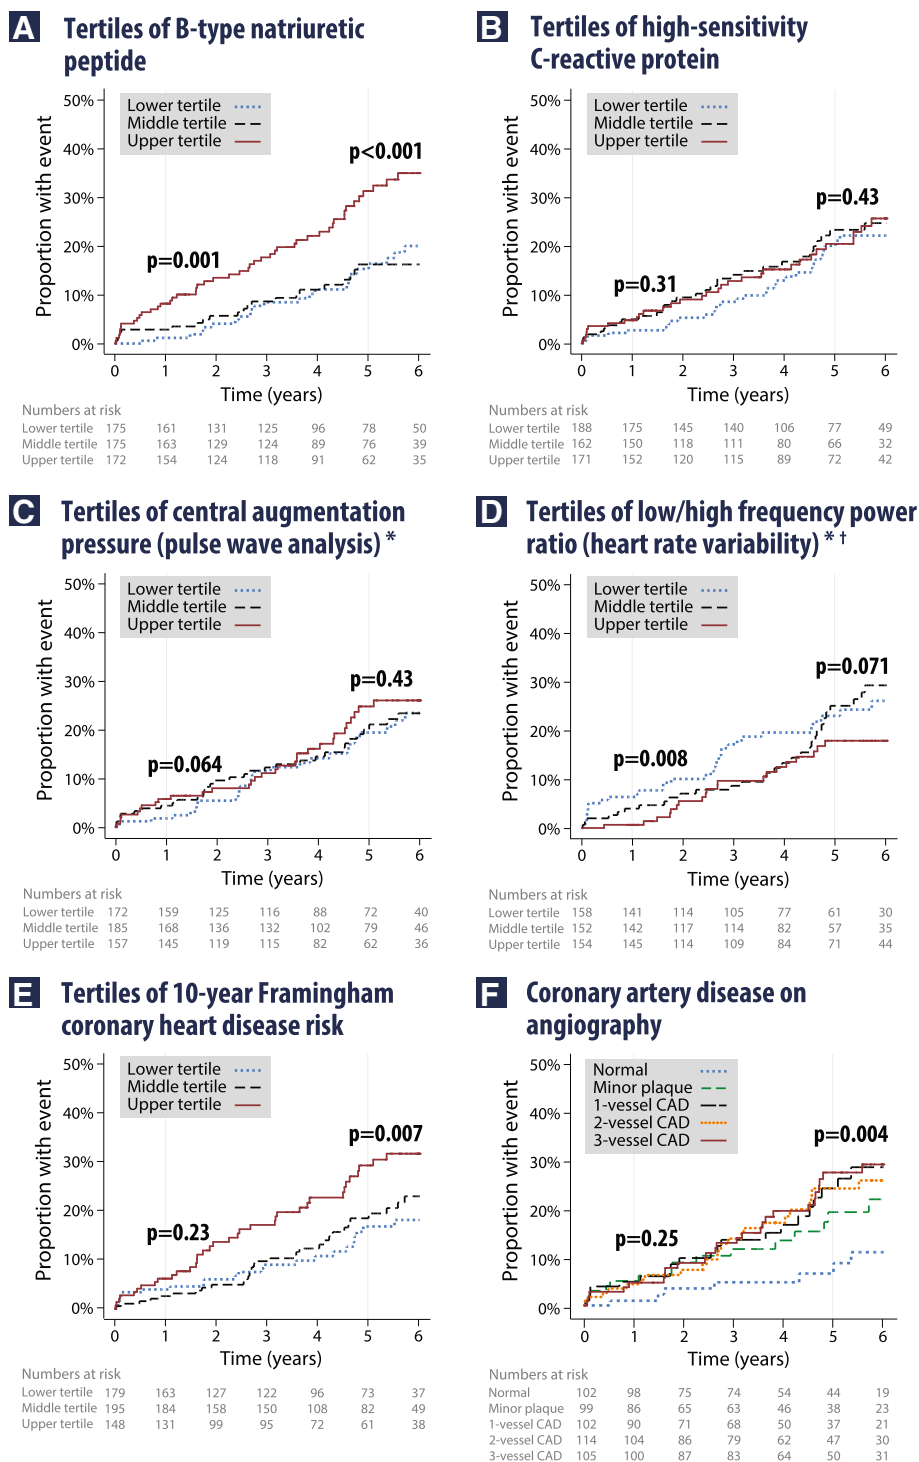 A Tertiles of B-type natriuretic
peptide
50%
40%
30%
20%
10%
0%
Proportion with event
Lower tertile
Middle tertile
Upper tertile
p<0.001
p=0.001
0 1 2 3 4 5 6
Time (years)
Numbers at risk
Lower tertile 175 161 131 125 96 78 50
Middle tertile 175 163 129 124 89 76 39
Upper tertile 172 154 124 118 91 62 35
B Tertiles of high-sensitivity
C-reactive protein
50%
40%
30%
20%
10%
0%
Proportion with event
Lower tertile
Middle tertile
Upper tertile
p=0.43
p=0.31
0 1 2 3 4 5 6
Time (years)
Numbers at risk
Lower tertile 188 175 145 140 106 77 49
Middle tertile 162 150 118 111 80 66 32
Upper tertile 171 152 120 115 89 72 42
C Tertiles of central augmentation
pressure (pulse wave analysis) *
50%
40%
30%
20%
10%
0%
Proportion with event
Lower tertile
Middle tertile
Upper tertile
p=0.43
p=0.064
0 1 2 3 4 5 6
Time (years)
Numbers at risk
Lower tertile 172 159 125 116 88 72 40
Middle tertile 185 168 136 132 102 79 46
Upper tertile 157 145 119 115 82 62 36
D Tertiles of low/high frequency power
ratio (heart rate variability) * †
50%
40%
30%
20%
10%
0%
Proportion with event
Lower tertile
Middle tertile
Upper tertile
p=0.071
p=0.008
0 1 2 3 4 5 6
Time (years)
Numbers at risk
Lower tertile 158 141 114 105 77 61 30
Middle tertile 152 142 117 114 82 57 35
Upper tertile 154 145 114 109 84 71 44
E Tertiles of 10-year Framingham
coronary heart disease risk
50%
40%
30%
20%
10%
0%
Proportion with event
Lower tertile
Middle tertile
Upper tertile
p=0.007
p=0.23
0 1 2 3 4 5 6
Time (years)
Numbers at risk
Lower tertile 179 163 127 122 96 73 37
Middle tertile 195 184 158 150 108 82 49
Upper tertile 148 131 99 95 72 61 38
F Coronary artery disease on
angiography
50%
40%
30%
20%
10%
0%
Proportion with event
Normal
Minor plaque
1-vessel CAD
2-vessel CAD
3-vessel CAD
p=0.004
p=0.25
0 1 2 3 4 5 6
Time (years)
Numbers at risk
Normal 102 98 75 74 54 44 19
Minor plaque 99 86 65 63 46 38 23
1-vessel CAD 102 90 71 68 50 37 21
2-vessel CAD 114 104 86 79 62 47 30
3-vessel CAD 105 100 87 83 64 50 31